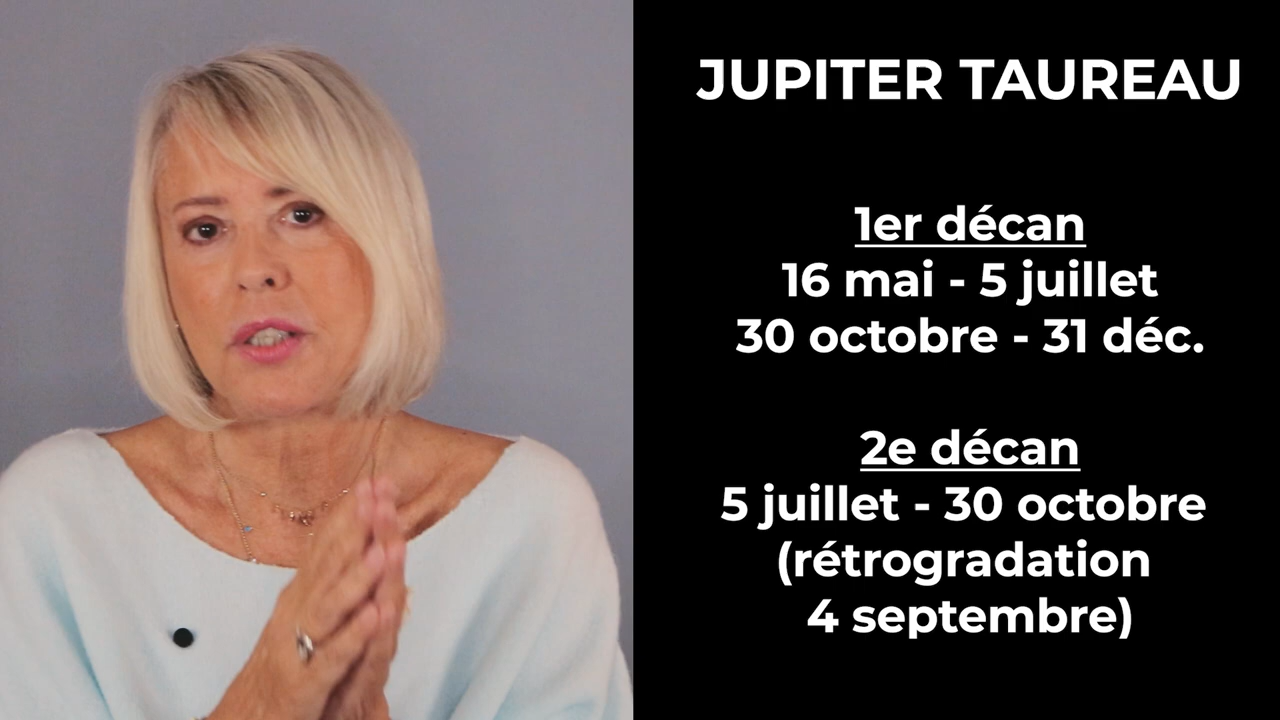 JUPITER TAUREAU
1er décan
16 mai - 5 juillet
30 octobre - 31 déc.
2e décan
5 juillet - 30 octobre
(rétrogradation
4 septembre)